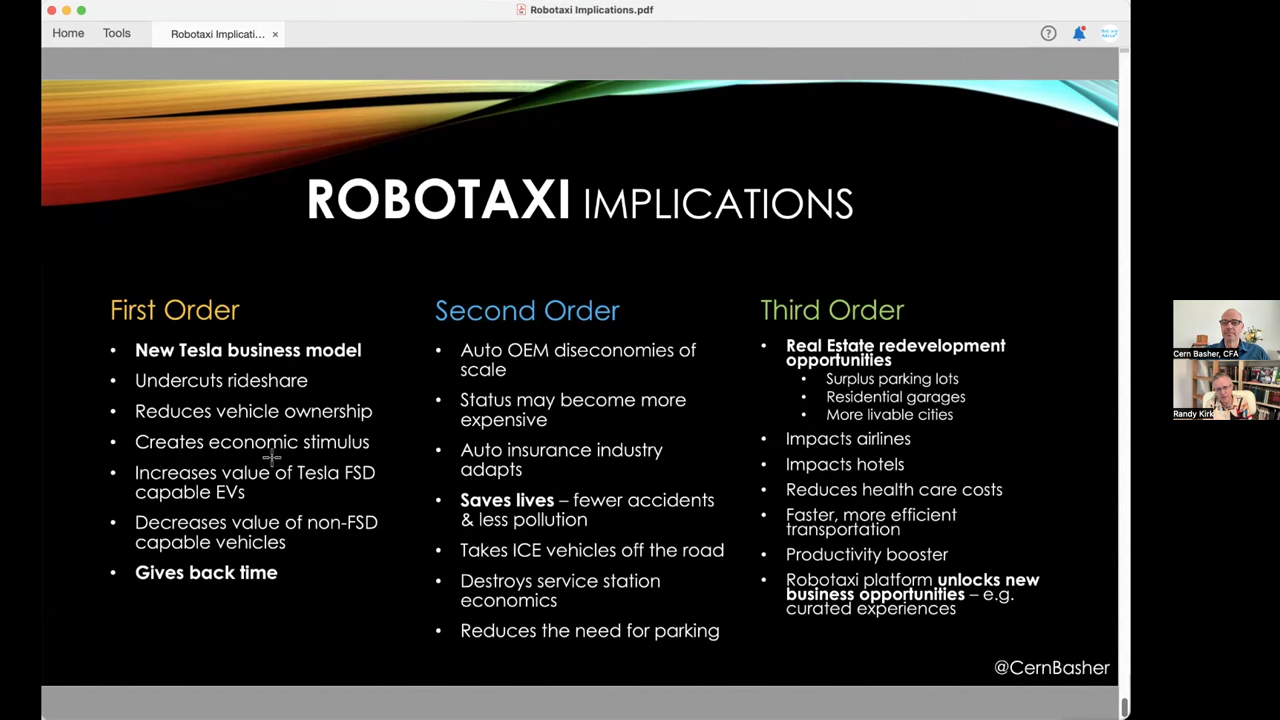 Robotaxi Implications.pdf
Home
Tools
Robotaxi Implicati...
ROBOTAXI IMPLICATIONS
First Order
• New Tesla business model
• Undercuts rideshare
• Reduces vehicle ownership
• Creates economic stimulus
• Increases value of Tesla FSD
capable EVs
• Decreases value of non-FSD
capable vehicles
• Gives back time
Second Order
• Auto OEM diseconomies of
scale
• Status may become more
expensive
• Auto insurance industry
adapts
• Saves lives – fewer accidents
& less pollution
• Takes ICE vehicles off the road
• Destroys service station
economics
• Reduces the need for parking
Third Order
• Real Estate redevelopment
opportunities
• Surplus parking lots
• Residential garages
• More livable cities
• Impacts airlines
• Impacts hotels
• Reduces health care costs
• Faster, more efficient
transportation
• Productivity booster
• Robotaxi platform unlocks new
business opportunities – e.g.
curated experiences
@CernBasher
Cern Basher, CFA
Randy Kirk